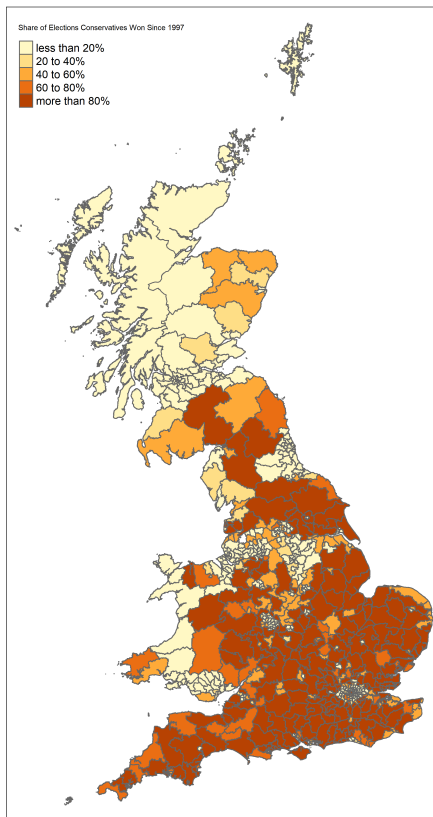 Share of Elections Conservatives Won Since 1997
less than 20%
20 to 40%
40 to 60%
60 to 80%
more than 80%